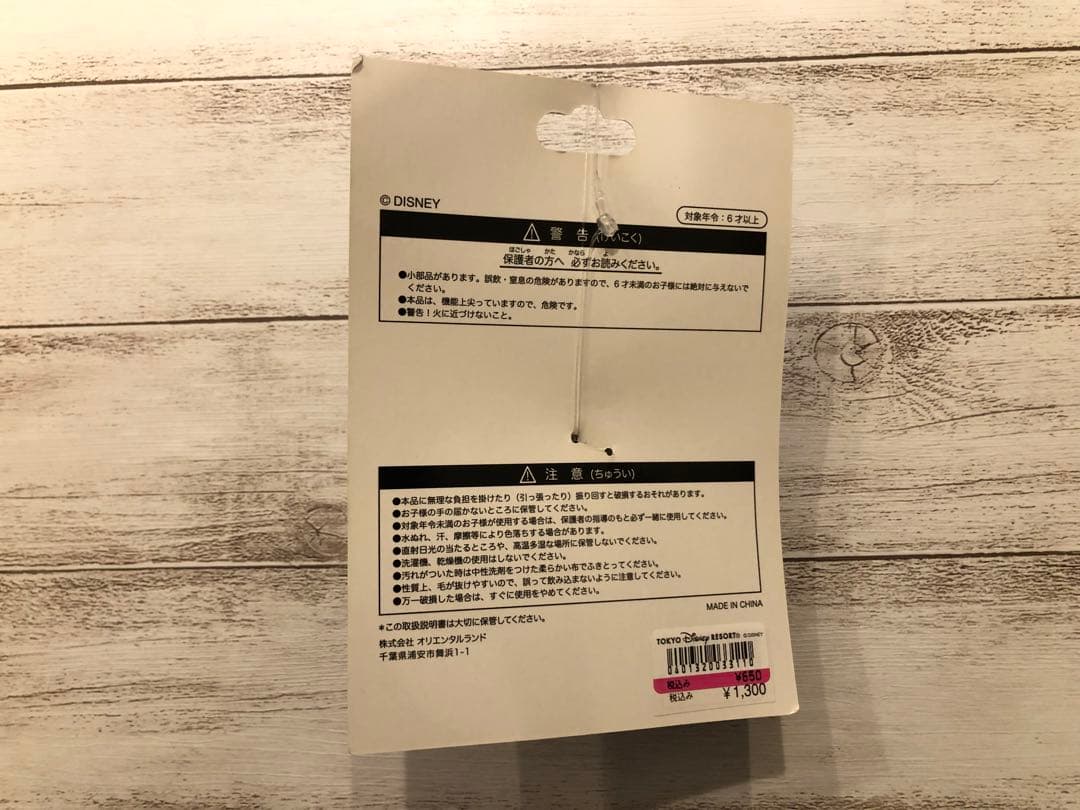 © DISNEY
対象年令：6才以上
警告 (けいこく)
ほごしゃ かた かなら よ
保護者の方へ 必ずお読みください。
●小部品があります。誤飲・窒息の危険がありますので、6才未満のお子様には絶対に与えないで
ください。
●本品は、機能上尖っていますので、危険です。
●警告！火に近づけないこと。
注意 (ちゅうい)
●本品に無理な負担を掛けたり（引っ張ったり）振り回すと破損するおそれがあります。
●お子様の手の届かないところに保管してください。
●対象年令未満のお子様が使用する場合は、保護者の指導のもと必ず一緒に使用してください。
●水ぬれ、汗、摩擦等により色落ちする場合があります。
●直射日光の当たるところや、高温多湿な場所に保管しないでください。
●洗濯機、乾燥機の使用はしないでください。
●汚れがついた時は中性洗剤をつけた柔らかい布でふきとってください。
●性質上、毛が抜けやすいので、誤って飲み込まないように注意してください。
●万一破損した場合は、すぐに使用をやめてください。
MADE IN CHINA
＊この取扱説明書は大切に保管してください。
株式会社 オリエンタルランド
千葉県浦安市舞浜1-1
TOKYO Disney RESORT® © DISNEY
0401320033110
税込み ¥650
税込み ¥1,300